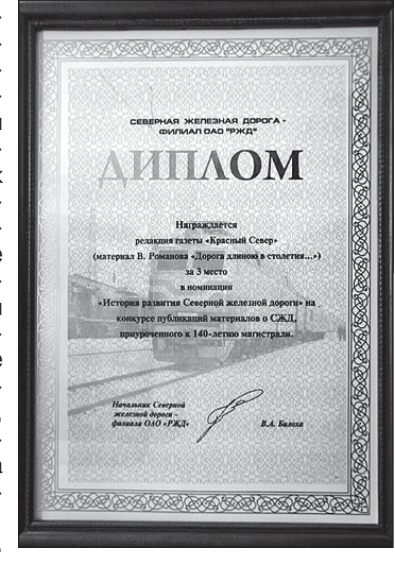 СЕВЕРНАЯ ЖЕЛЕЗНАЯ ДОРОГА -
ФИЛИАЛ ОАО "РЖД"
ДИПЛОМ
Награждается
редакция газеты «Красный Север»
(материал В. Романова «Дорога длиною в столетия...»)
за 3 место
в номинации
«История развития Северной железной дороги» на
конкурсе публикаций материалов о СЖД,
приуроченного к 140-летию магистрали.
Начальник Северной
железной дороги -
филиала ОАО «РЖД»
В.А. Билоха